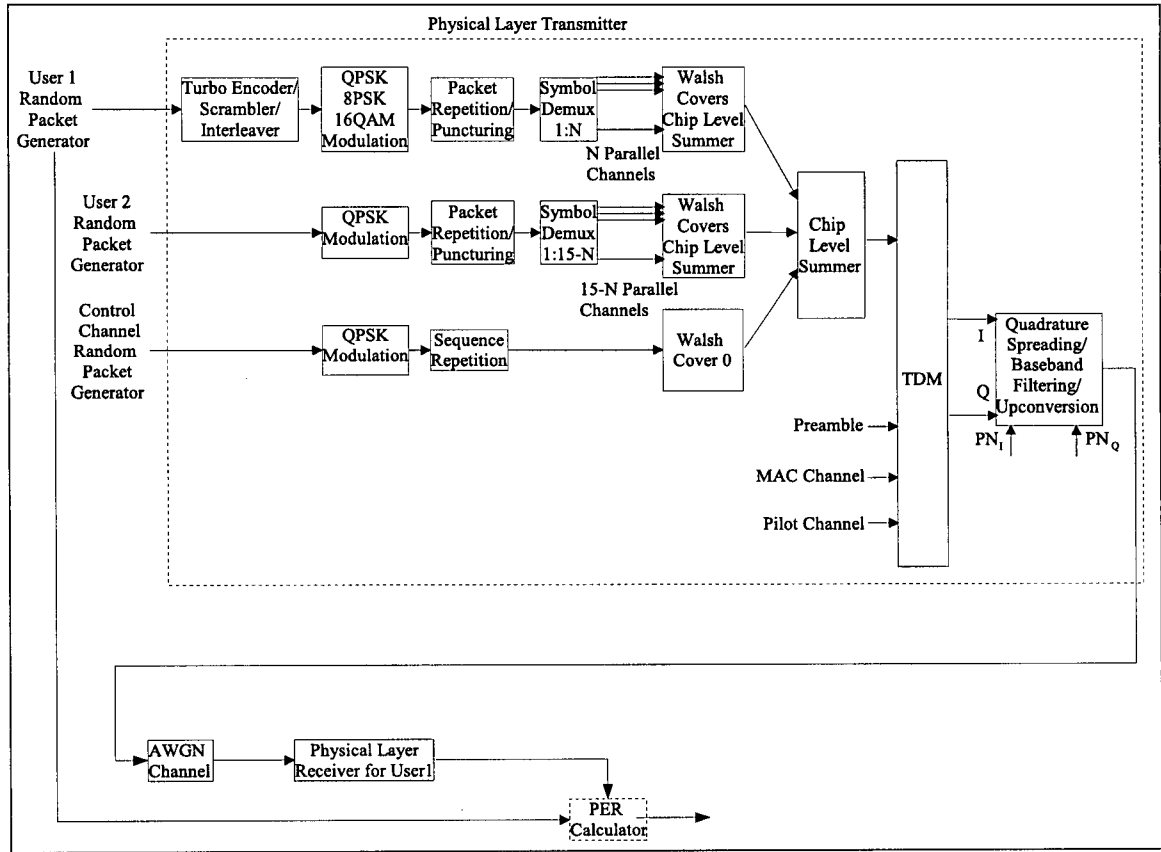 Physical Layer Transmitter
User 1
Random
Packet
Generator
Turbo Encoder/
Scrambler/
Interleaver
QPSK
8PSK
16QAM
Modulation
Packet
Repetition/
Puncturing
Symbol
Demux
1:N
Walsh
Covers
Chip Level
Summer
N Parallel
Channels
User 2
Random
Packet
Generator
QPSK
Modulation
Packet
Repetition/
Puncturing
Symbol
Demux
1:15-N
Walsh
Covers
Chip Level
Summer
15-N Parallel
Channels
Control
Channel
Random
Packet
Generator
QPSK
Modulation
Sequence
Repetition
Walsh
Cover 0
Chip
Level
Summer
TDM
Preamble
MAC Channel
Pilot Channel
I
Q
Quadrature
Spreading/
Baseband
Filtering/
Upconversion
PN_I
PN_Q
AWGN
Channel
Physical Layer
Receiver for User1
PER
Calculator